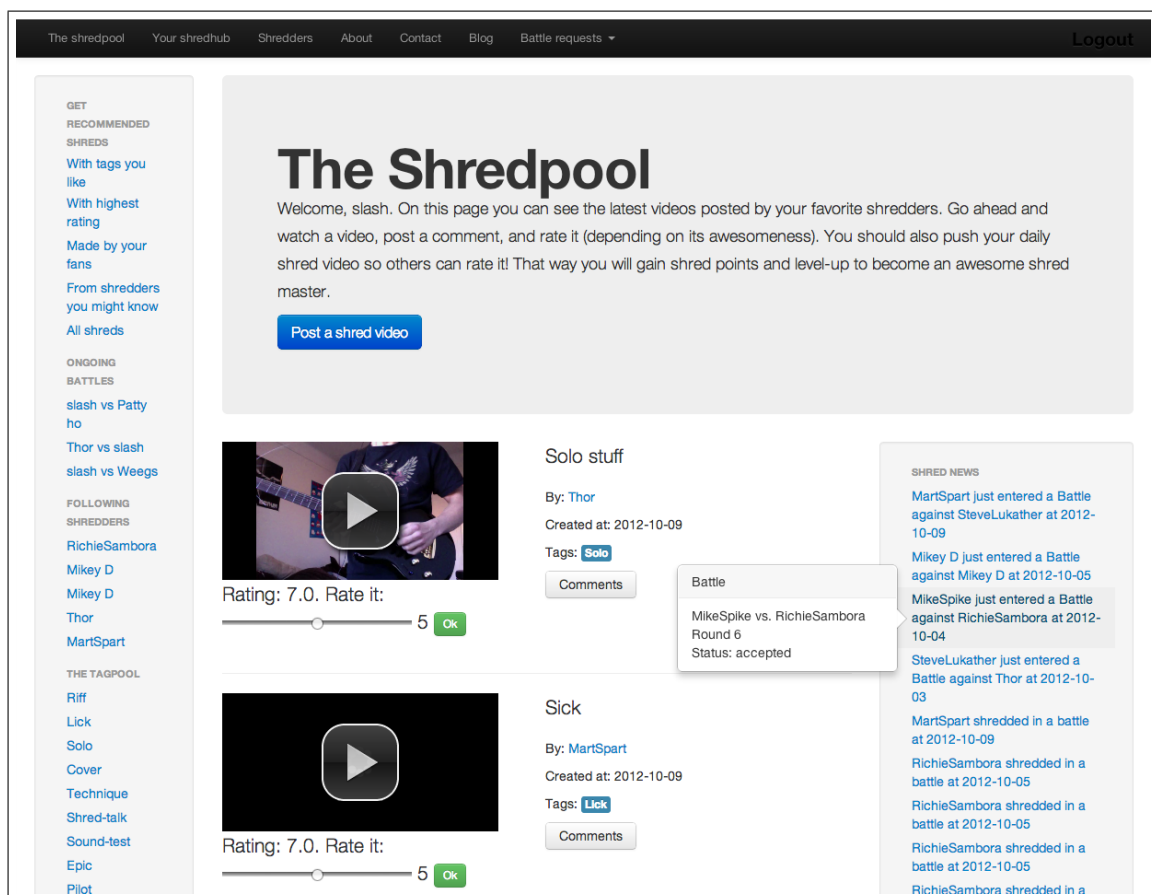 The shredpool Your shredhub Shredders About Contact Blog Battle requests Logout
GET
RECOMMENDED
SHREDS
With tags you
like
With highest
rating
Made by your
fans
From shredders
you might know
All shreds
ONGOING
BATTLES
slash vs Patty
ho
Thor vs slash
slash vs Weegs
FOLLOWING
SHREDDERS
RichieSambora
Mikey D
Mikey D
Thor
MartSpart
THE TAGPOOL
Riff
Lick
Solo
Cover
Technique
Shred-talk
Sound-test
Epic
Pilot
The Shredpool
Welcome, slash. On this page you can see the latest videos posted by your favorite shredders. Go ahead and
watch a video, post a comment, and rate it (depending on its awesomeness). You should also push your daily
shred video so others can rate it! That way you will gain shred points and level-up to become an awesome shred
master.
Post a shred video
Rating: 7.0. Rate it:
5 Ok
Solo stuff
By: Thor
Created at: 2012-10-09
Tags: Solo
Comments
Battle
MikeSpike vs. RichieSambora
Round 6
Status: accepted
Rating: 7.0. Rate it:
5 Ok
Sick
By: MartSpart
Created at: 2012-10-09
Tags: Lick
Comments
SHRED NEWS
MartSpart just entered a Battle
against SteveLukather at 2012-
10-09
Mikey D just entered a Battle
against Mikey D at 2012-10-05
MikeSpike just entered a Battle
against RichieSambora at 2012-
10-04
SteveLukather just entered a
Battle against Thor at 2012-10-
03
MartSpart shredded in a battle
at 2012-10-09
RichieSambora shredded in a
battle at 2012-10-05
RichieSambora shredded in a
battle at 2012-10-05
RichieSambora shredded in a
battle at 2012-10-05
RichieSambora shredded in a